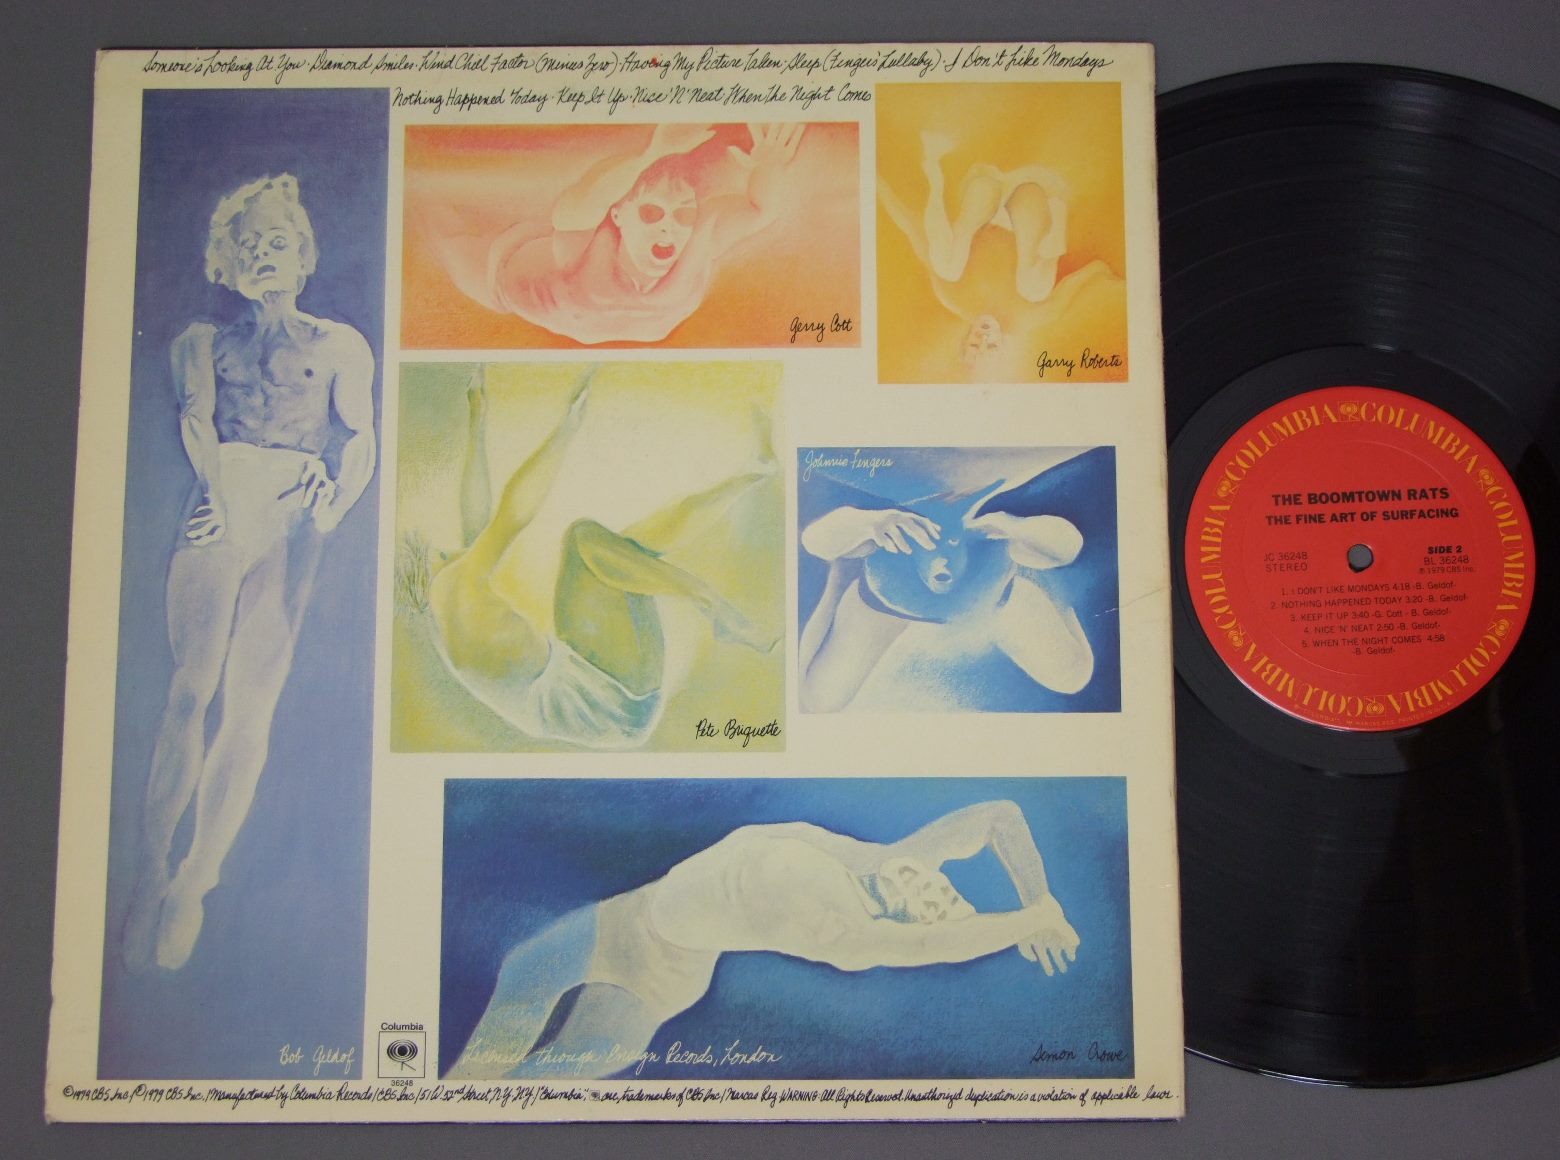 Someone's Looking At You · Diamond Smiles · Wind Chill Factor (Minus Zero) · Having My Picture Taken · Sleep (Fingers' Lullaby) · I Don't Like Mondays
Nothing Happened Today · Keep It Up · Nice 'N' Neat · When The Night Comes
Gerry Cott
Garry Roberts
Johnnie Fingers
Pete Briquette
Bob Geldof
Columbia
36248
Licensed through Ensign Records, London
Simon Crowe
© 1979 CBS Inc./℗ 1979 CBS Inc./Manufactured by Columbia Records/CBS Inc./51 W 52nd Street, N.Y. N.Y./"Columbia," are trademarks of CBS Inc/Marcas Reg. WARNING: All Rights Reserved. Unauthorized duplication is a violation of applicable laws.
COLUMBIA COLUMBIA COLUMBIA COLUMBIA COLUMBIA COLUMBIA COLUMBIA COLUMBIA
THE BOOMTOWN RATS
THE FINE ART OF SURFACING
JC 36248
STEREO
SIDE 2
BL 36248
℗ 1979 CBS Inc.
1. I DON'T LIKE MONDAYS 4:18 -B. Geldof-
2. NOTHING HAPPENED TODAY 3:20 -B. Geldof-
3. KEEP IT UP 3:40 -G. Cott - B. Geldof-
4. NICE 'N' NEAT 2:50 -B. Geldof-
5. WHEN THE NIGHT COMES 4:58
-B. Geldof-